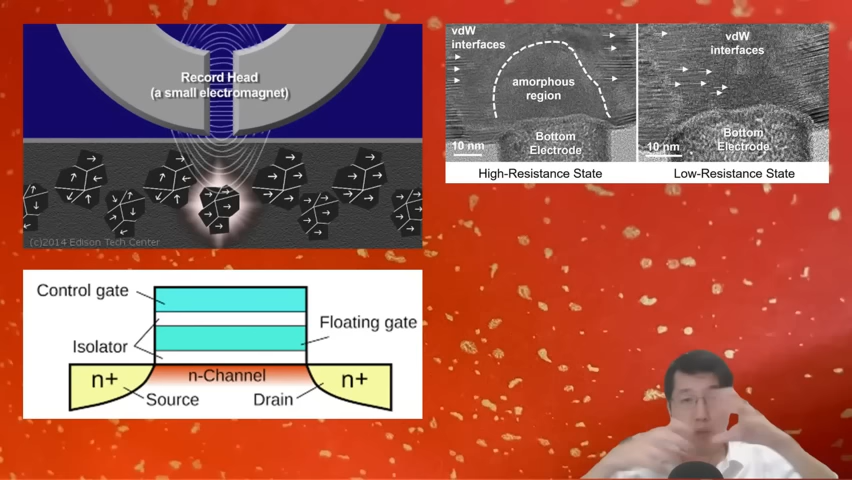 Record Head
(a small electromagnet)
(c)2014 Edison Tech Center
vdW
interfaces
amorphous
region
Bottom
Electrode
10 nm
High-Resistance State
vdW
interfaces
Bottom
Electrode
10 nm
Low-Resistance State
Control gate
Floating gate
Isolator
n+
n-Channel
n+
Source
Drain